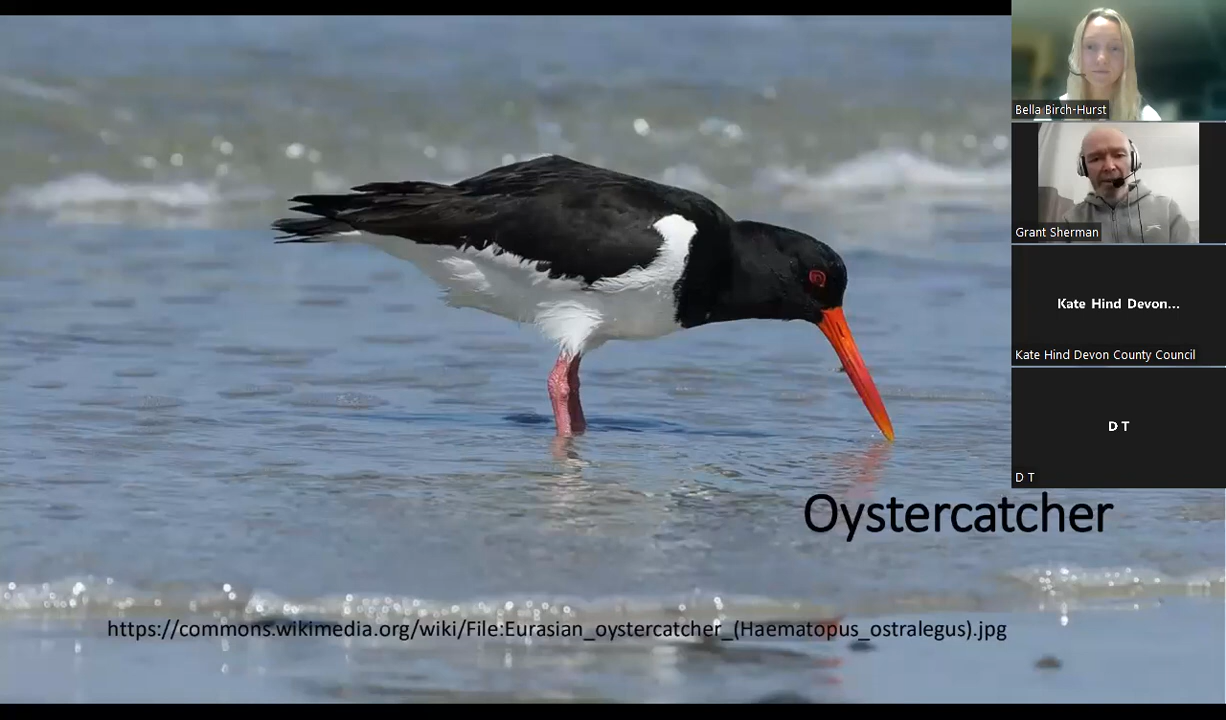 Bella Birch-Hurst
Grant Sherman
Kate Hind Devon...
Kate Hind Devon County Council
D T
D T
Oystercatcher
https://commons.wikimedia.org/wiki/File:Eurasian_oystercatcher_(Haematopus_ostralegus).jpg